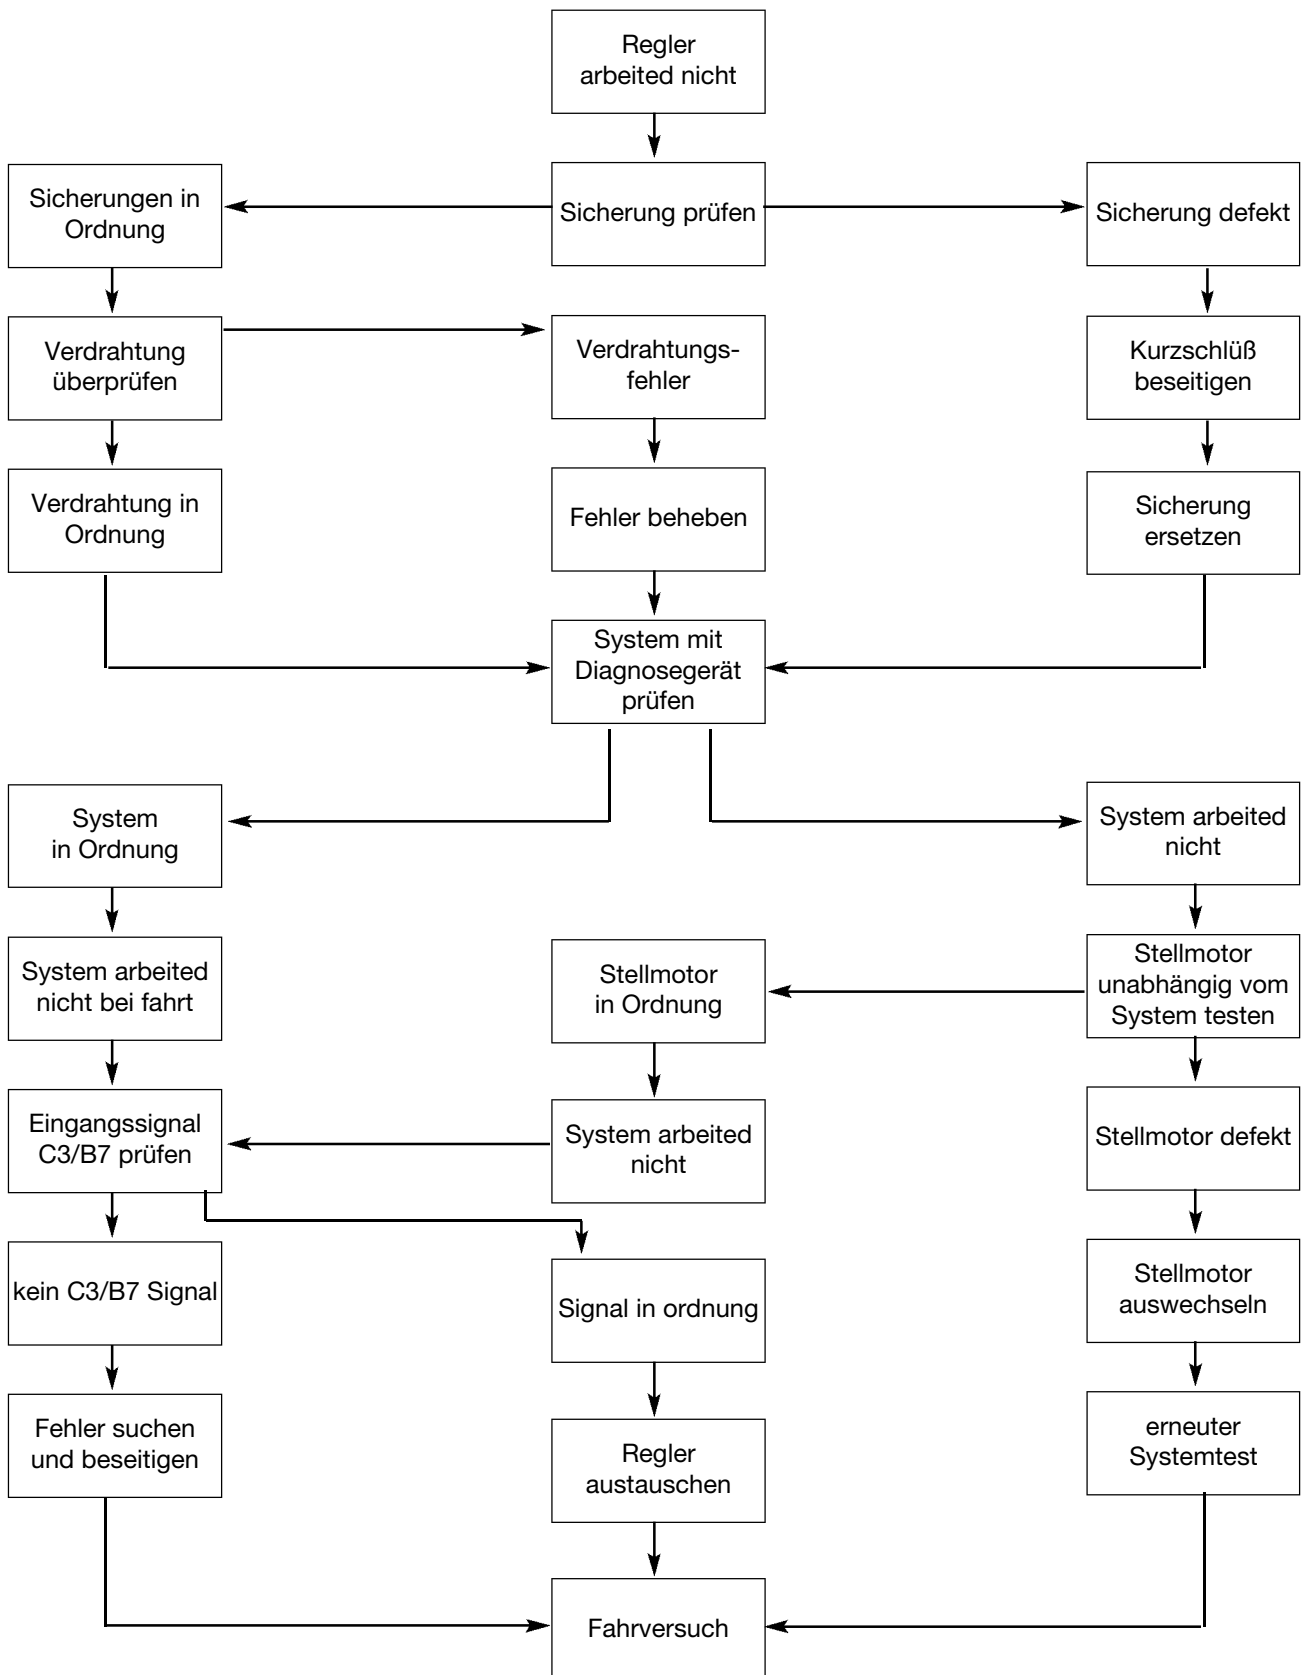 Regler
arbeited nicht
Sicherungen in
Ordnung
Sicherung prüfen
Sicherung defekt
Verdrahtung
überprüfen
Verdrahtungs-
fehler
Kurzschlüß
beseitigen
Verdrahtung in
Ordnung
Fehler beheben
Sicherung
ersetzen
System mit
Diagnosegerät
prüfen
System
in Ordnung
System arbeited
nicht
System arbeited
nicht bei fahrt
Stellmotor
in Ordnung
Stellmotor
unabhängig vom
System testen
Eingangssignal
C3/B7 prüfen
System arbeited
nicht
Stellmotor defekt
kein C3/B7 Signal
Signal in ordnung
Stellmotor
auswechseln
Fehler suchen
und beseitigen
Regler
austauschen
erneuter
Systemtest
Fahrversuch